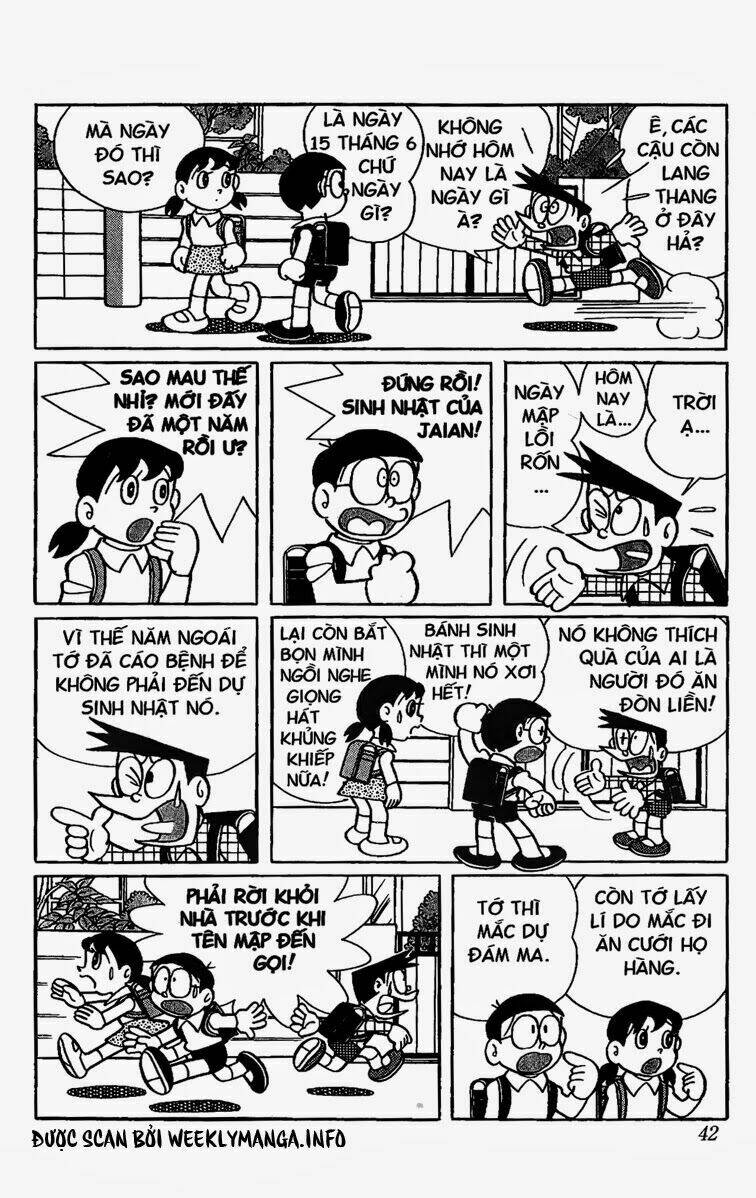 Ê, CÁC
CẬU CÒN
LANG
THANG
Ở ĐÂY
HẢ?
KHÔNG
NHỚ HÔM
NAY LÀ
NGÀY GÌ
À?
LÀ NGÀY
15 THÁNG 6
CHỨ
NGÀY
GÌ?
MÀ NGÀY
ĐÓ THÌ
SAO?
TRỜI
Ạ...
HÔM
NAY
LÀ...
NGÀY
MẬP
LỒI
RỐN
...
ĐÚNG RỒI!
SINH NHẬT CỦA
JAIAN!
SAO MAU THẾ
NHỈ? MỚI ĐẤY
ĐÃ MỘT NĂM
RỒI Ư?
NÓ KHÔNG THÍCH
QUÀ CỦA AI LÀ
NGƯỜI ĐÓ ĂN
ĐÒN LIỀN!
BÁNH SINH
NHẬT THÌ MỘT
MÌNH NÓ XƠI
HẾT!
LẠI CÒN BẮT
BỌN MÌNH
NGỒI NGHE
GIỌNG
HÁT
KHỦNG
KHIẾP
NỮA!
VÌ THẾ NĂM NGOÁI
TỚ ĐÃ CÁO BỆNH ĐỂ
KHÔNG PHẢI ĐẾN DỰ
SINH NHẬT NÓ.
CÒN TỚ LẤY
LÍ DO MẮC ĐI
ĂN CƯỚI HỌ
HÀNG.
TỚ THÌ
MẮC DỰ
ĐÁM MA.
PHẢI RỜI KHỎI
NHÀ TRƯỚC KHI
TÊN MẬP ĐẾN
GỌI!
ĐƯỢC SCAN BỞI WEEKLYMANGA.INFO
42